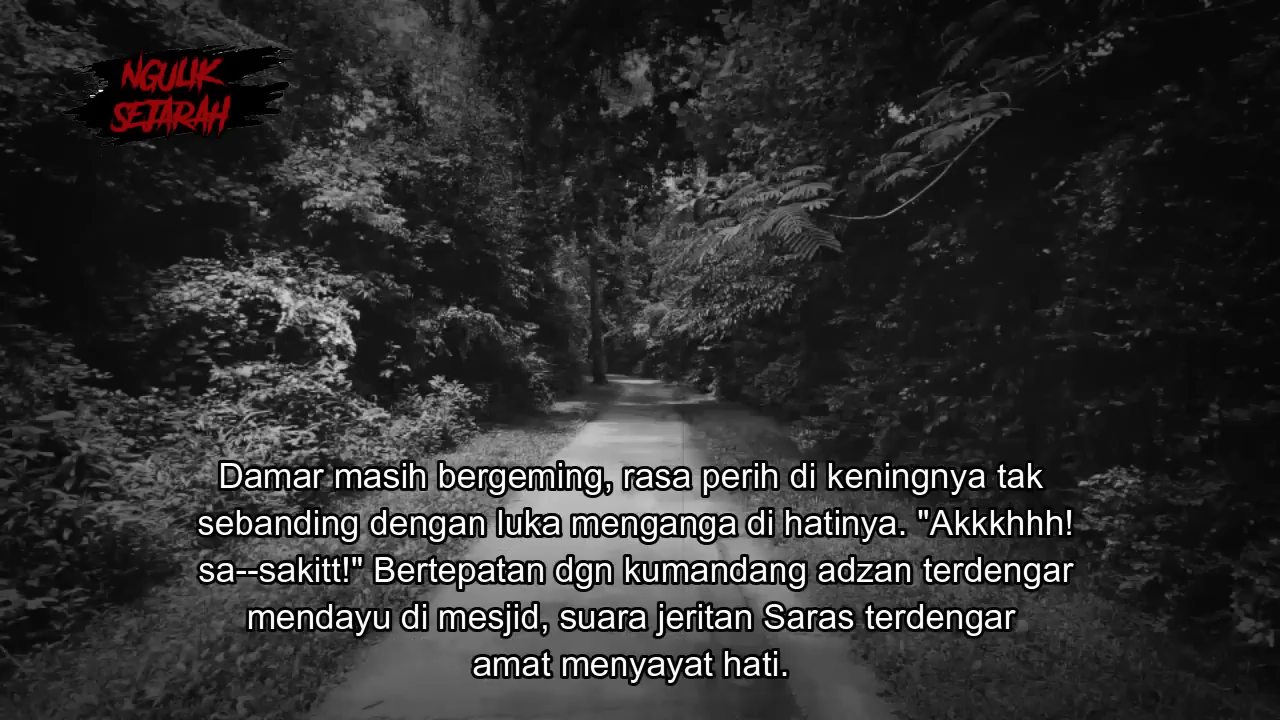 NGULIK
SEJARAH
Damar masih bergeming, rasa perih di keningnya tak
sebanding dengan luka menganga di hatinya. "Akkkhhh!
sa--sakitt!" Bertepatan dgn kumandang adzan terdengar
mendayu di mesjid, suara jeritan Saras terdengar
amat menyayat hati.